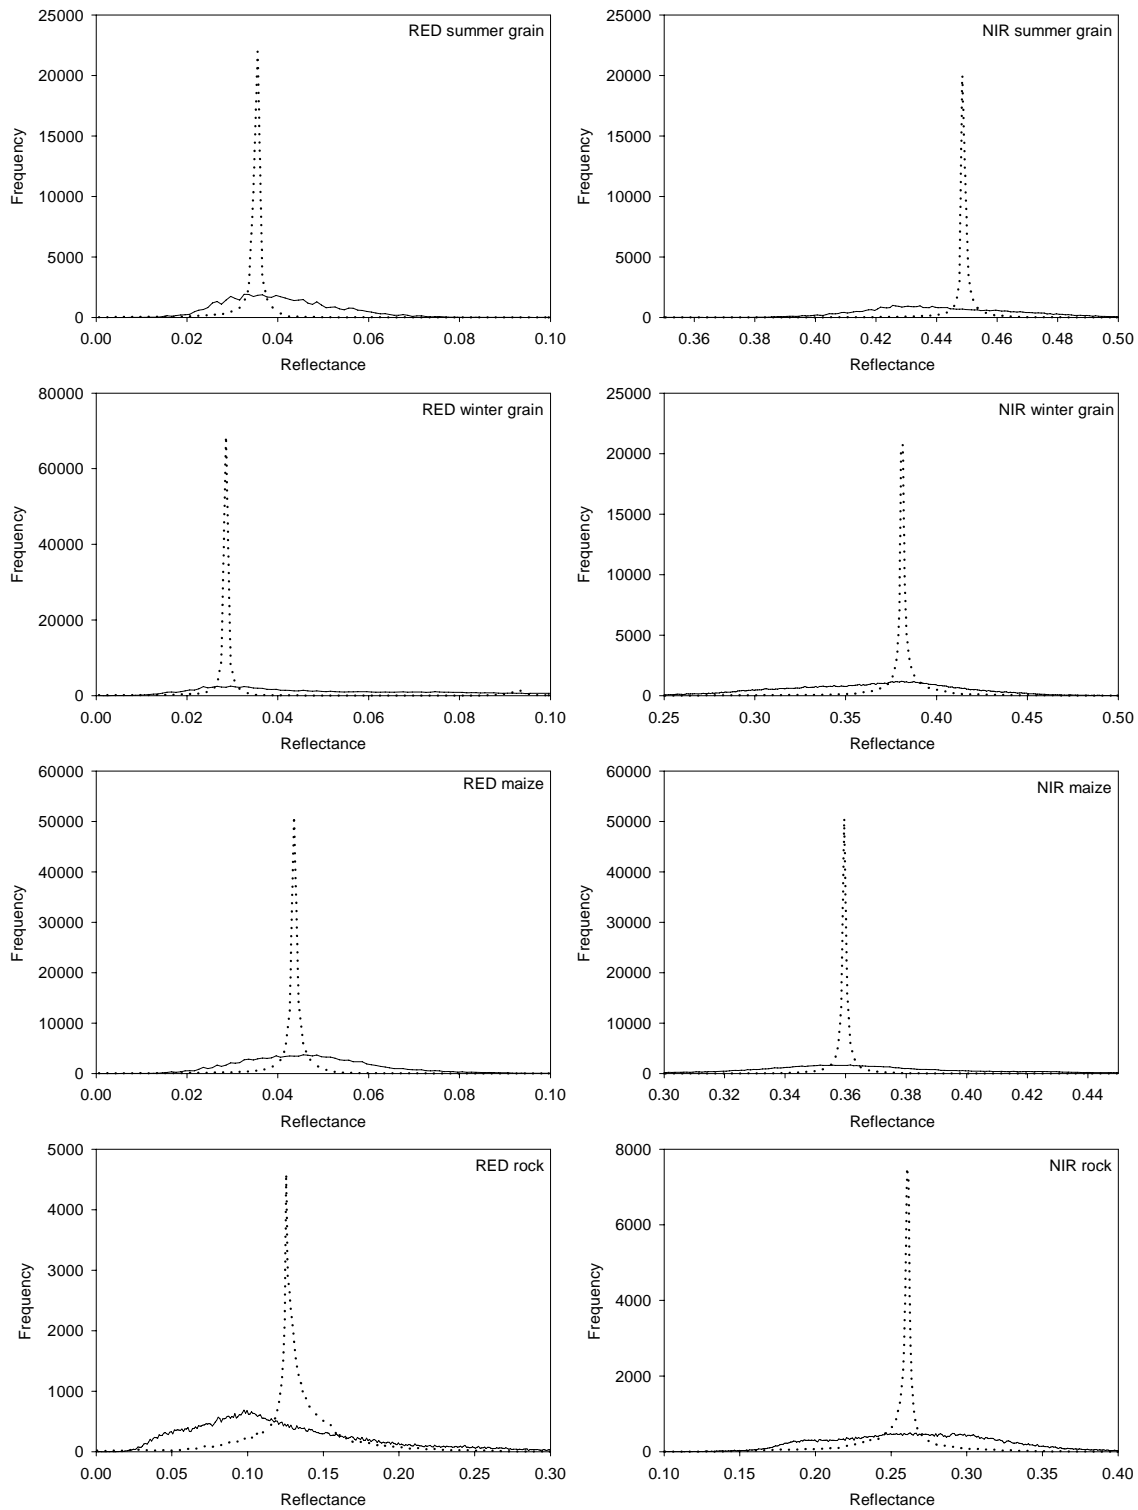 RED summer grain
25000
20000
15000
10000
5000
0
Frequency
0.00 0.02 0.04 0.06 0.08 0.10
Reflectance
NIR summer grain
25000
20000
15000
10000
5000
0
Frequency
0.36 0.38 0.40 0.42 0.44 0.46 0.48 0.50
Reflectance
RED winter grain
80000
60000
40000
20000
0
Frequency
0.00 0.02 0.04 0.06 0.08 0.10
Reflectance
NIR winter grain
25000
20000
15000
10000
5000
0
Frequency
0.25 0.30 0.35 0.40 0.45 0.50
Reflectance
RED maize
60000
50000
40000
30000
20000
10000
0
Frequency
0.00 0.02 0.04 0.06 0.08 0.10
Reflectance
NIR maize
60000
50000
40000
30000
20000
10000
0
Frequency
0.30 0.32 0.34 0.36 0.38 0.40 0.42 0.44
Reflectance
RED rock
5000
4000
3000
2000
1000
0
Frequency
0.00 0.05 0.10 0.15 0.20 0.25 0.30
Reflectance
NIR rock
8000
6000
4000
2000
0
Frequency
0.10 0.15 0.20 0.25 0.30 0.35 0.40
Reflectance